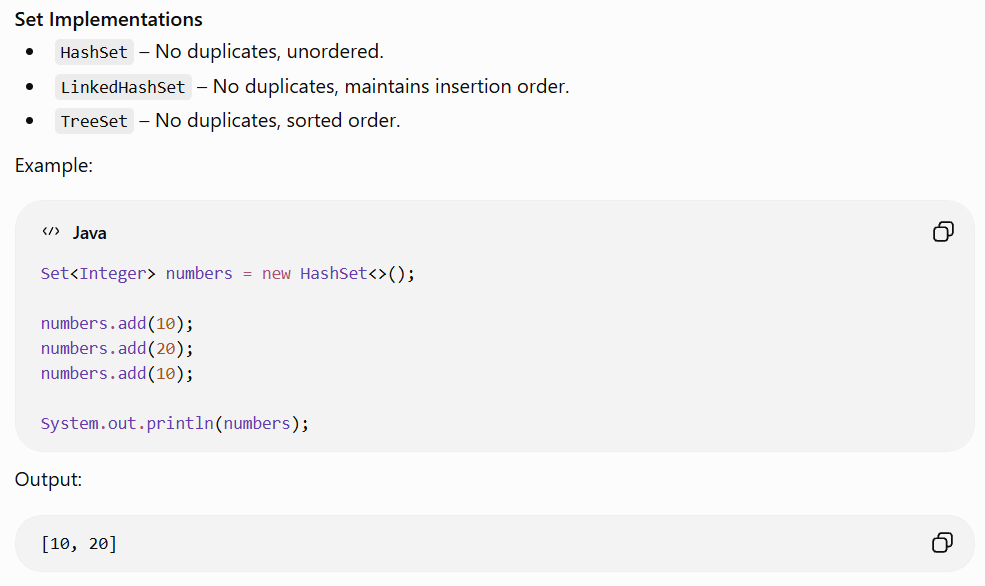 Set Implementations
• HashSet – No duplicates, unordered.
• LinkedHashSet – No duplicates, maintains insertion order.
• TreeSet – No duplicates, sorted order.
Example:
</> Java
Set<Integer> numbers = new HashSet<>();
numbers.add(10);
numbers.add(20);
numbers.add(10);
System.out.println(numbers);
Output:
[10, 20]